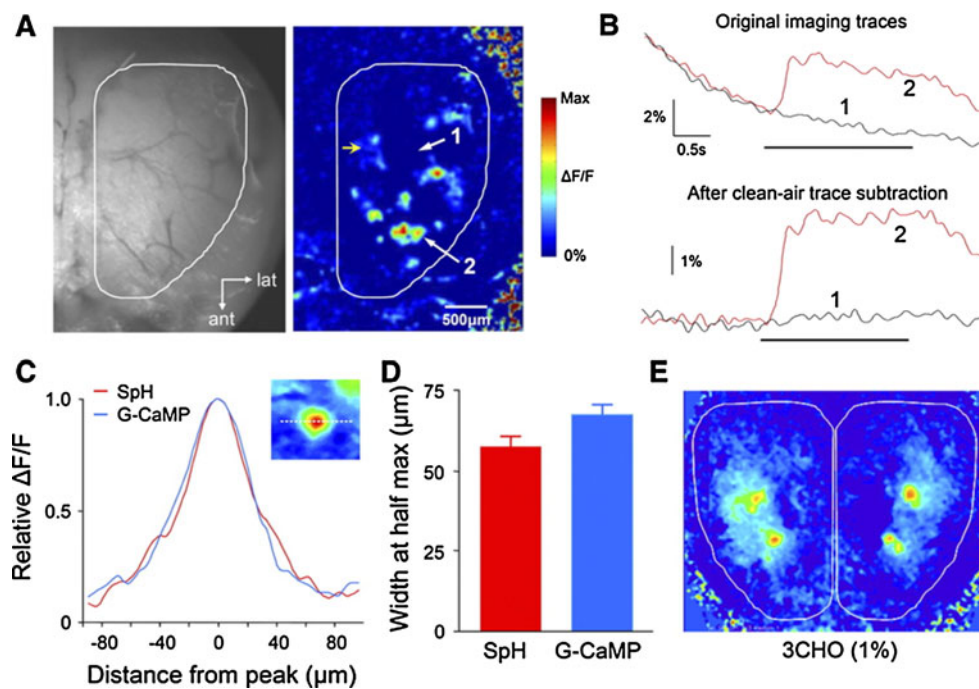 A
lat
ant
1
2
500µm
Max
ΔF/F
0%
B
Original imaging traces
2
1
2%
0.5s
After clean-air trace subtraction
2
1%
1
C
SpH
G-CaMP
1.0
0.5
0
Relative ΔF/F
-80
-40
0
40
80
Distance from peak (µm)
D
75
50
25
0
Width at half max (µm)
SpH
G-CaMP
E
3CHO (1%)